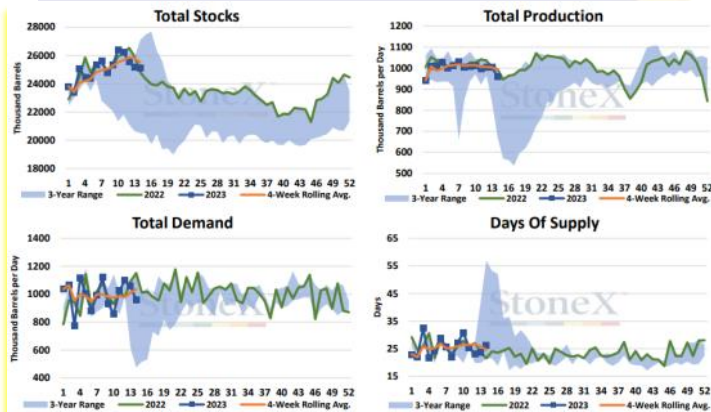 Total Stocks
Thousand Barrels
28000
26000
24000
22000
20000
18000
StoneX
1 4 7 10 13 16 19 22 25 28 31 34 37 40 43 46 49 52
3-Year Range 2022 2023 4-Week Rolling Avg.
Total Production
Thousand Barrels per Day
1200
1100
1000
900
800
700
600
500
StoneX
1 4 7 10 13 16 19 22 25 28 31 34 37 40 43 46 49 52
3-Year Range 2022 2023 4-Week Rolling Avg.
Total Demand
Thousand Barrels per Day
1400
1200
1000
800
600
400
StoneX
1 4 7 10 13 16 19 22 25 28 31 34 37 40 43 46 49 52
3-Year Range 2022 2023 4-Week Rolling Avg.
Days Of Supply
Days
65
55
45
35
25
15
StoneX
1 4 7 10 13 16 19 22 25 28 31 34 37 40 43 46 49 52
3-Year Range 2022 2023 4-Week Rolling Avg.